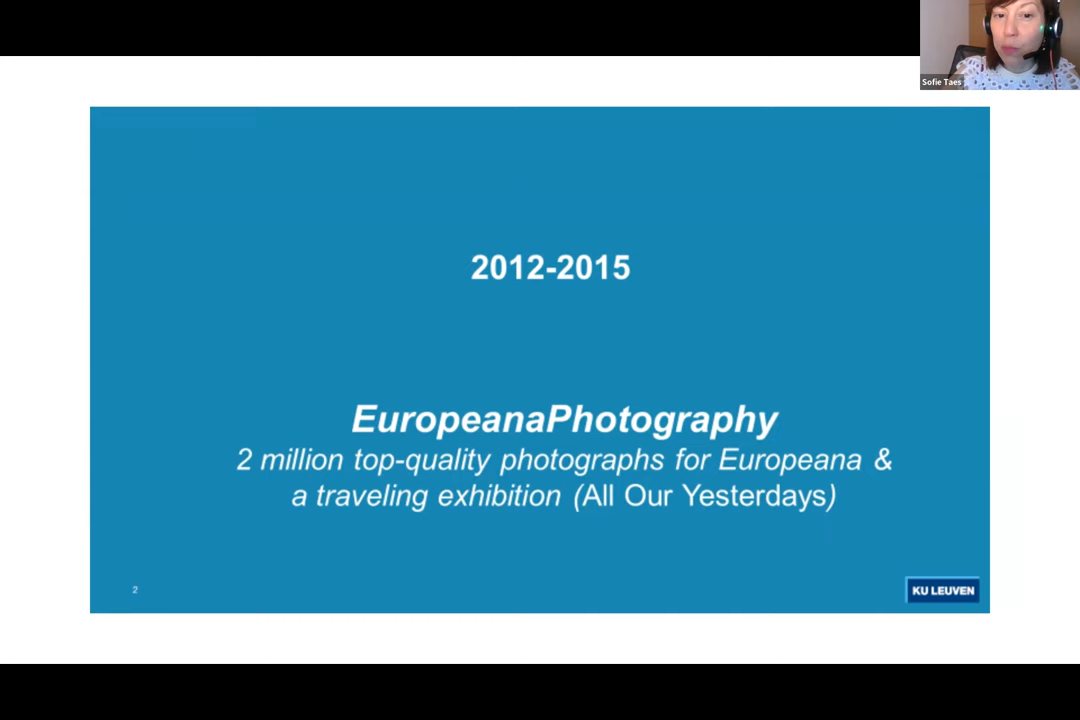 Sofie Taes
2012-2015
EuropeanaPhotography
2 million top-quality photographs for Europeana &
a traveling exhibition (All Our Yesterdays)
2
KU LEUVEN